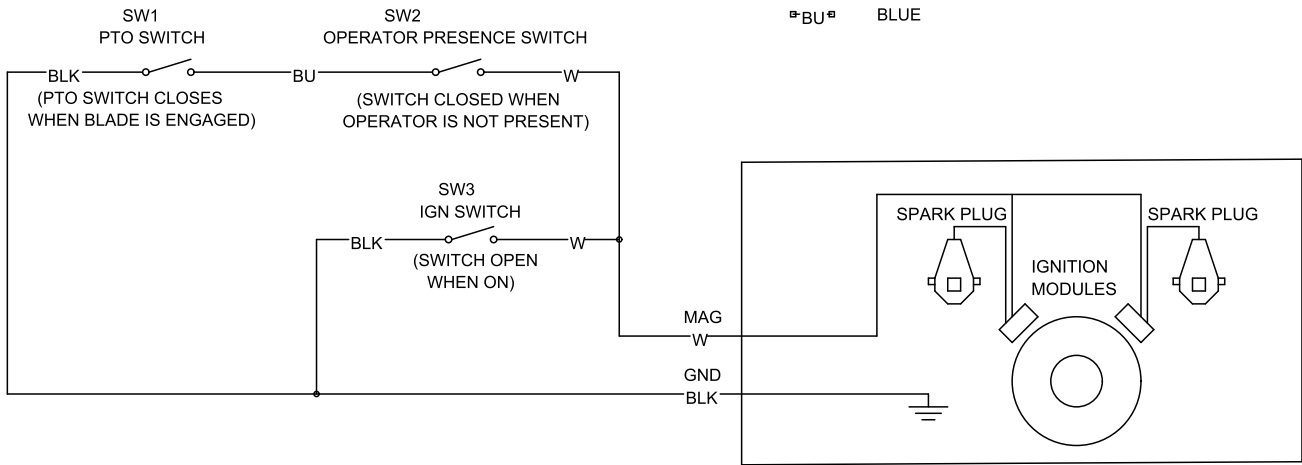 SW1
PTO SWITCH
SW2
OPERATOR PRESENCE SWITCH
BU
BLUE
BLK
BU
W
(PTO SWITCH CLOSES
WHEN BLADE IS ENGAGED)
(SWITCH CLOSED WHEN
OPERATOR IS NOT PRESENT)
SW3
IGN SWITCH
BLK
W
(SWITCH OPEN
WHEN ON)
SPARK PLUG
SPARK PLUG
IGNITION
MODULES
MAG
W
GND
BLK